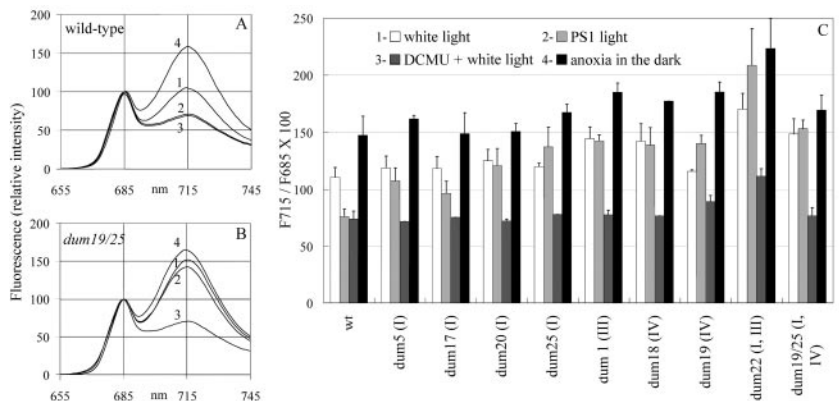 A
wild-type
200
150
100
50
0
4
1
2
3
655 685 nm 715 745
B
dum19/25
200
150
100
50
0
4
1
2
3
655 685 nm 715 745
Fluorescence (relative intensity)
C
1- white light
2- PS1 light
3- DCMU + white light
4- anoxia in the dark
F715 / F685 X 100
250
200
150
100
50
0
wt
dum5 (I)
dum17 (I)
dum20 (I)
dum25 (I)
dum 1 (III)
dum18 (IV)
dum19 (IV)
dum22 (I, III)
dum19/25 (I,
IV)